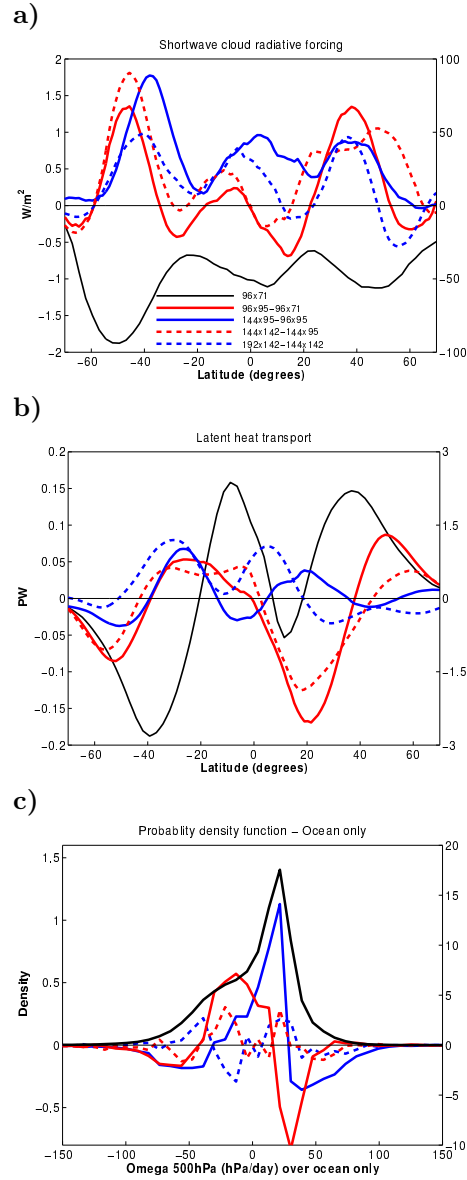 a)
Shortwave cloud radiative forcing
2
1.5
1
0.5
0
−0.5
−1
−1.5
−2
100
50
0
−50
−100
W/m²
96x71
96x95−96x71
144x95−96x95
144x142−144x95
192x142−144x142
−60 −40 −20 0 20 40 60
Latitude (degrees)
b)
Latent heat transport
0.2
0.15
0.1
0.05
0
−0.05
−0.1
−0.15
−0.2
3
1.5
0
−1.5
−3
PW
−60 −40 −20 0 20 40 60
Latitude (degrees)
c)
Probablity density function − Ocean only
1.5
1
0.5
0
−0.5
20
15
10
5
0
−5
−10
Density
−150 −100 −50 0 50 100 150
Omega 500hPa (hPa/day) over ocean only